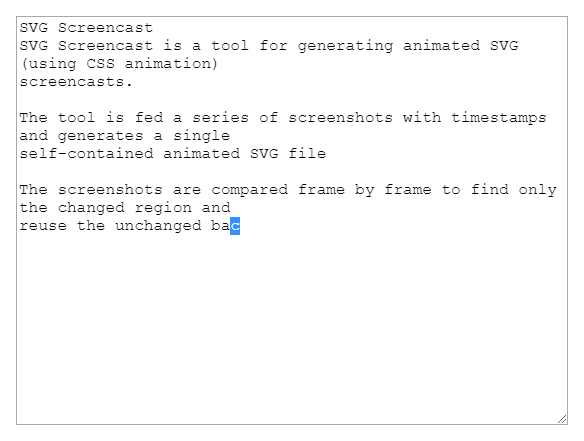 SVG Screencast
SVG Screencast is a tool for generating animated SVG
(using CSS animation)
screencasts.
The tool is fed a series of screenshots with timestamps
and generates a single
self-contained animated SVG file
The screenshots are compared frame by frame to find only
the changed region and
reuse the unchanged bac